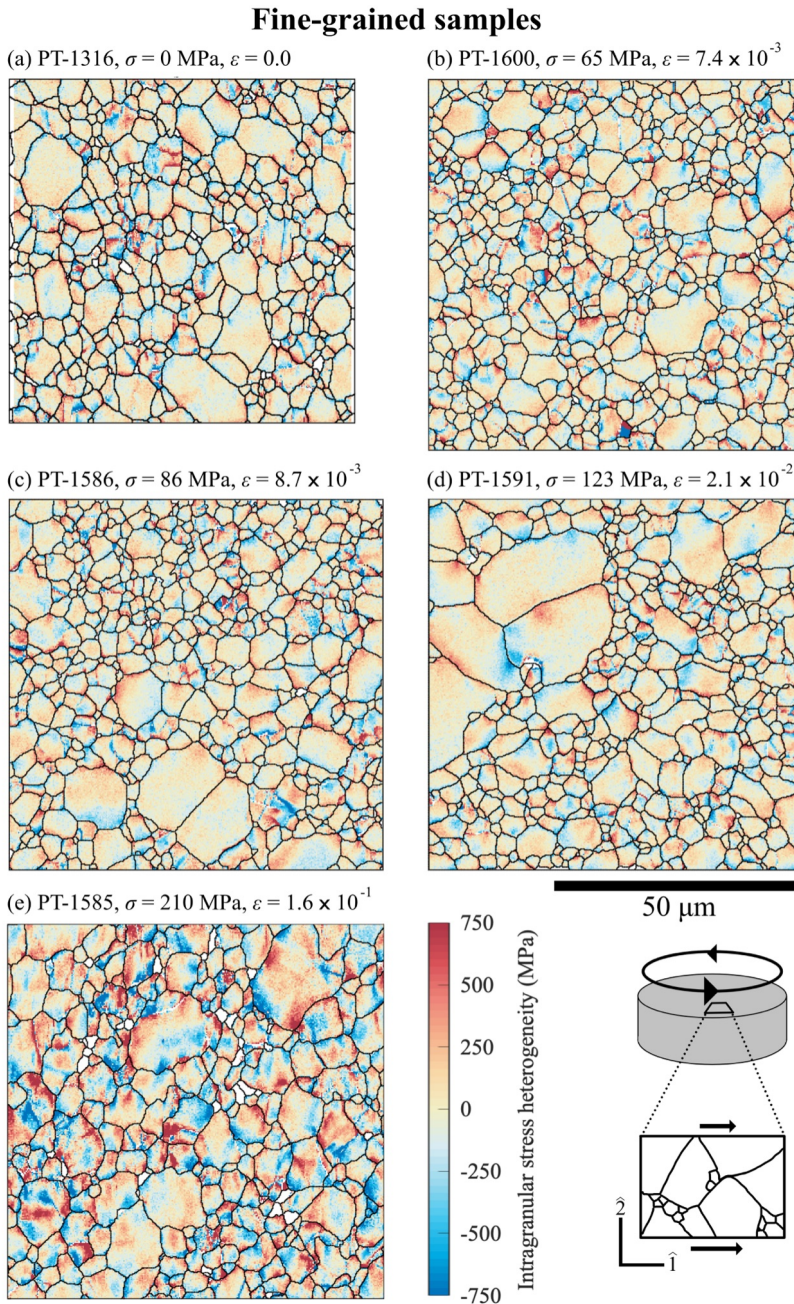 Fine-grained samples
(a) PT-1316, σ = 0 MPa, ε = 0.0
(b) PT-1600, σ = 65 MPa, ε = 7.4 x 10⁻³
(c) PT-1586, σ = 86 MPa, ε = 8.7 x 10⁻³
(d) PT-1591, σ = 123 MPa, ε = 2.1 x 10⁻²
50 μm
(e) PT-1585, σ = 210 MPa, ε = 1.6 x 10⁻¹
750
500
250
0
-250
-500
-750
Intragranular stress heterogeneity (MPa)
2̂
1̂